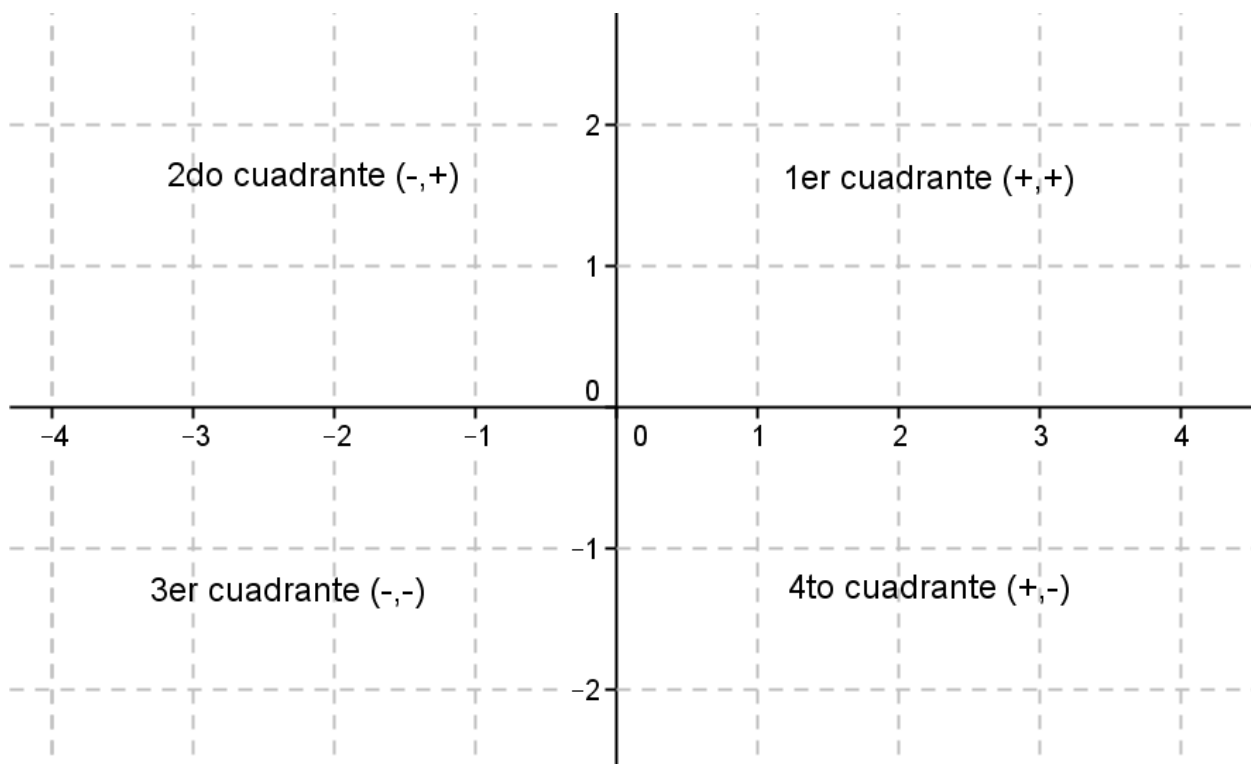 2
2do cuadrante (-,+)
1er cuadrante (+,+)
1
0
−4 −3 −2 −1 0 1 2 3 4
−1
3er cuadrante (-,-)
4to cuadrante (+,-)
−2